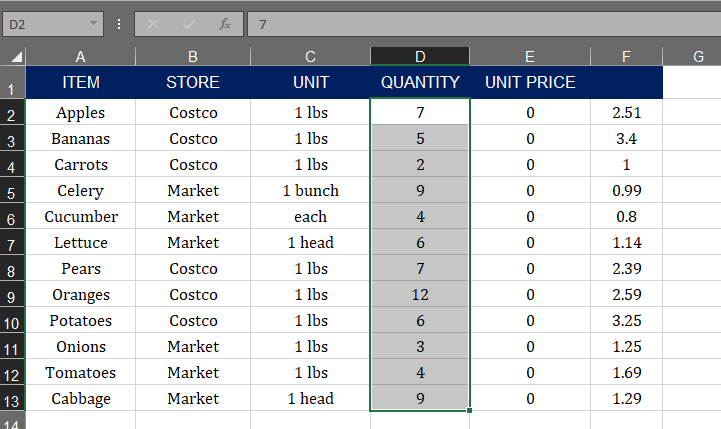 D2 fx 7
A B C D E F G
1 ITEM STORE UNIT QUANTITY UNIT PRICE
2 Apples Costco 1 lbs 7 0 2.51
3 Bananas Costco 1 lbs 5 0 3.4
4 Carrots Costco 1 lbs 2 0 1
5 Celery Market 1 bunch 9 0 0.99
6 Cucumber Market each 4 0 0.8
7 Lettuce Market 1 head 6 0 1.14
8 Pears Costco 1 lbs 7 0 2.39
9 Oranges Costco 1 lbs 12 0 2.59
10 Potatoes Costco 1 lbs 6 0 3.25
11 Onions Market 1 lbs 3 0 1.25
12 Tomatoes Market 1 lbs 4 0 1.69
13 Cabbage Market 1 head 9 0 1.29
14